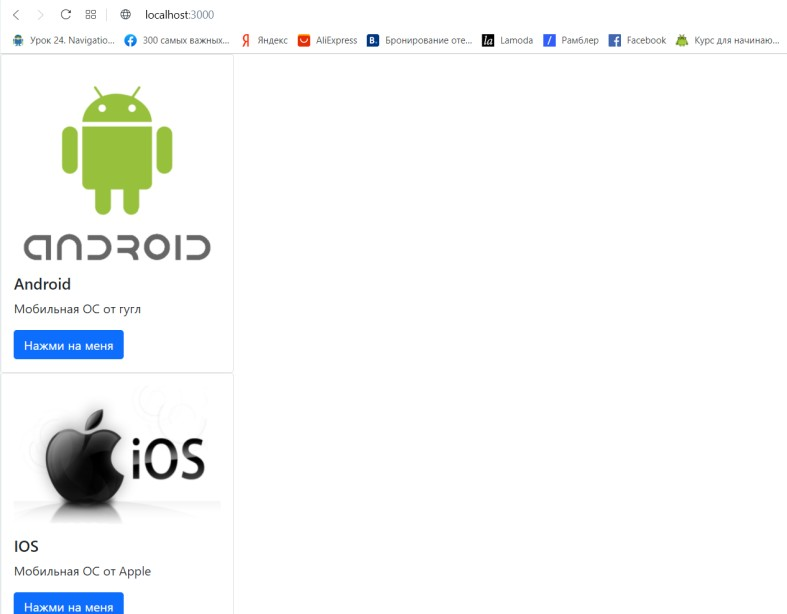 localhost:3000
Урок 24. Navigatio... 300 самых важных... Яндекс AliExpress B. Бронирование оте... la Lamoda Рамблер Facebook Курс для начинаю...
ANDROID
Android
Мобильная ОС от гугл
Нажми на меня
iOS
IOS
Мобильная ОС от Apple
Нажми на меня